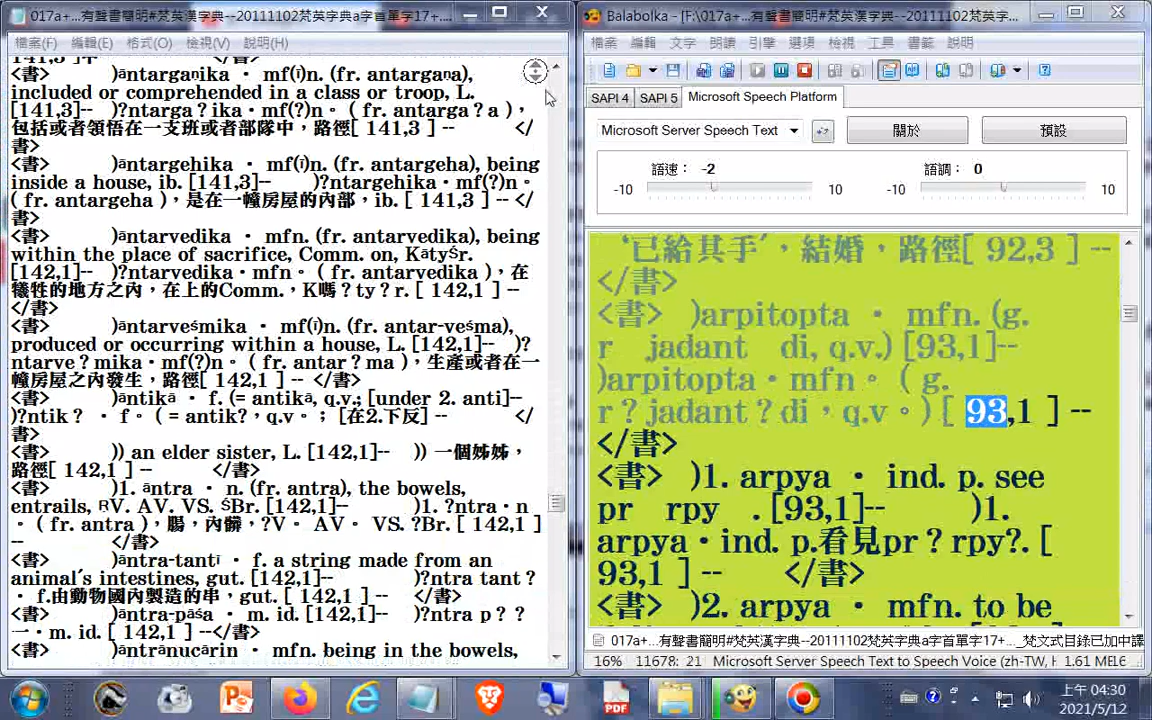 017a+...有聲書簡明#梵英漢字典--20111102梵英字典a字首單字17+...
檔案(F) 編輯(E) 格式(O) 檢視(V) 說明(H)
<書> )āntargaṇika • mf(ī)n. (fr. antargaṇa),
included or comprehended in a class or troop, L.
[141,3]-- )?ntarga？ika・mf(?)n。（ fr. antarga？a ），
包括或者領悟在一支班或者部隊中，路徑[ 141,3 ] -- </
書>
<書> )āntargehika • mf(ī)n. (fr. antargeha), being
inside a house, ib. [141,3]-- )?ntargehika・mf(?)n。
（ fr. antargeha ），是在一幢房屋的內部，ib. [ 141,3 ] -- </
書>
<書> )āntarvedika • mfn. (fr. antarvedika), being
within the place of sacrifice, Comm. on, KātyŚr.
[142,1]-- )?ntarvedika・mfn。（ fr. antarvedika ），在
犧牲的地方之內，在上的Comm.，K嗎？ty？r. [ 142,1 ] --
</書>
<書> )āntarveśmika • mf(ī)n. (fr. antar-veśma),
produced or occurring within a house, L. [142,1]-- )?
ntarve？mika・mf(?)n。（ fr. antar？ma ），生產或者在一
幢房屋之內發生，路徑[ 142,1 ] -- </書>
<書> )āntikā • f. (= antikā, q.v.; [under 2. anti]
)?ntik？ • f。（= antik?，q.v。；[在2.下反] </
書>
<書> )) an elder sister, L. [142,1]-- )) 一個姊姊，
路徑[ 142,1 ] -- </書>
<書> )1. āntra • n. (fr. antra), the bowels,
entrails, RV. AV. VS. ŚBr. [142,1]-- )1. ?ntra・n
。（ fr. antra ），腸，內髒，?V。AV。VS. ?Br. [ 142,1 ]
-- </書>
<書> )āntra-tantī • f. a string made from an
animal's intestines, gut. [142,1]-- )?ntra tant？
• f.由動物國內製造的串，gut. [ 142,1 ] -- </書>
<書> )āntra-pāśa • m. id. [142,1]-- )?ntra p？？
一・m. id. [ 142,1 ] --</書>
<書> )āntrānucārin • mfn. being in the bowels,
Balabolka - [F:\017a+...有聲書簡明#梵英漢字典--20111102梵英字...
檔案 編輯 文字 朗讀 引擎 選項 檢視 工具 書籤 說明
SAPI 4 SAPI 5 Microsoft Speech Platform
Microsoft Server Speech Text 關於 預設
語速： -2 語調： 0
-10 10 -10 10
‘已給其手’，結婚，路徑[ 92,3 ] --
</書>
<書> )arpitopta • mfn. (g.
r jadant di, q.v.) [93,1]--
)arpitopta・mfn。（ g.
r？jadant？di，q.v。）[ 93,1 ] --
</書>
<書> )1. arpya • ind. p. see
pr rpy . [93,1]-- )1.
arpya・ind. p.看見pr？rpy?. [
93,1 ] -- </書>
<書> )2. arpya • mfn. to be
017a+...有聲書簡明#梵英漢字典--20111102梵英字典a字首單字17+..._梵文式目錄已加中譯
16% 11678: 21 Microsoft Server Speech Text to Speech Voice (zh-TW, H 1.61 МЕБ
上午 04:30
2021/5/12